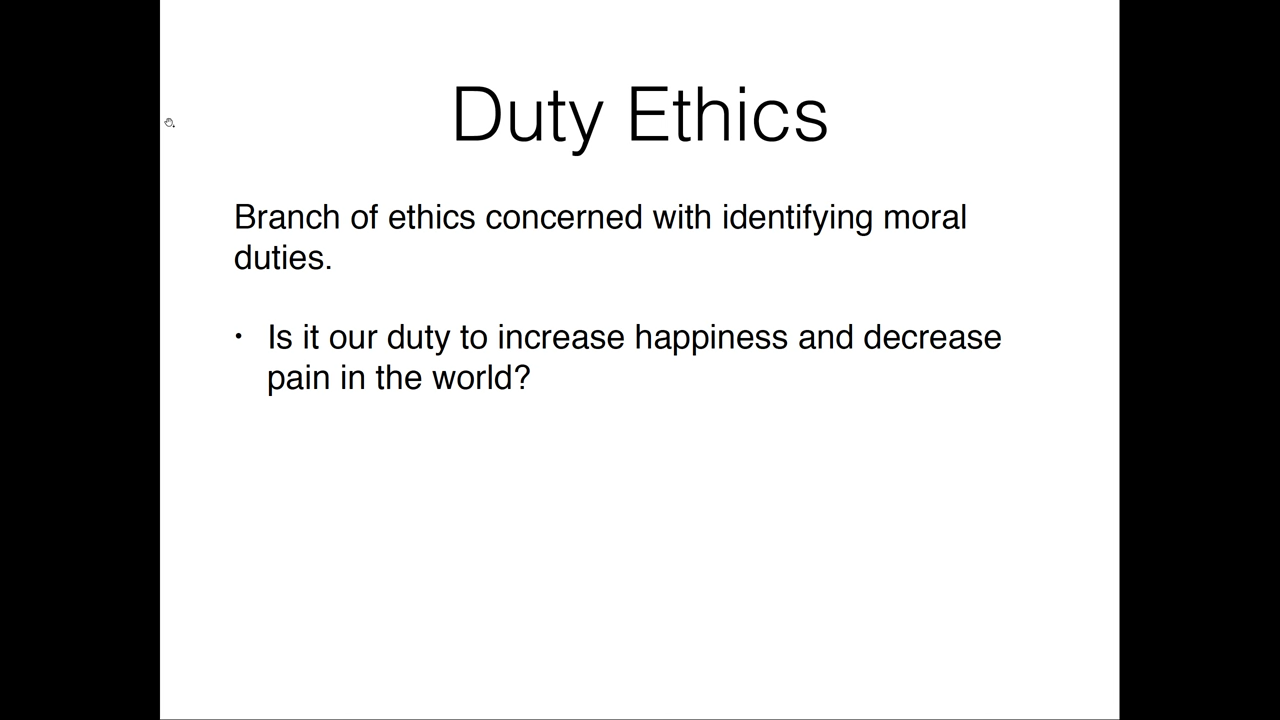 Duty Ethics
Branch of ethics concerned with identifying moral
duties.
• Is it our duty to increase happiness and decrease
pain in the world?